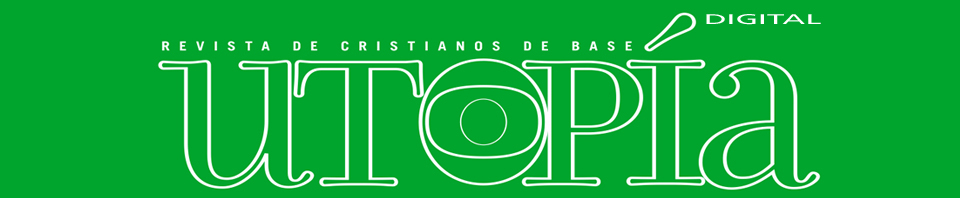 DIGITAL
REVISTA DE CRISTIANOS DE BASE
UTOPÍa